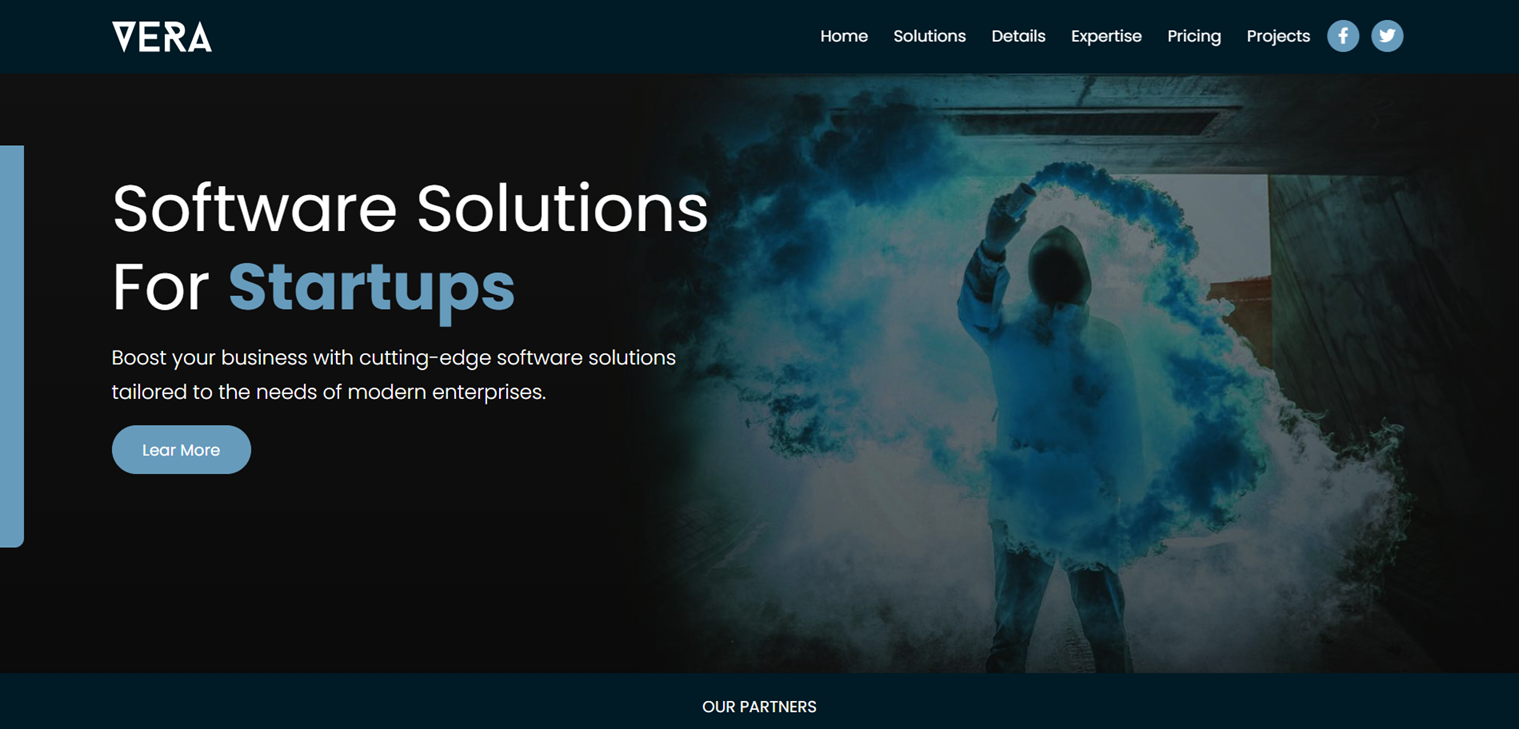 VERA
Home Solutions Details Expertise Pricing Projects
Software Solutions
For Startups
Boost your business with cutting-edge software solutions
tailored to the needs of modern enterprises.
Lear More
OUR PARTNERS